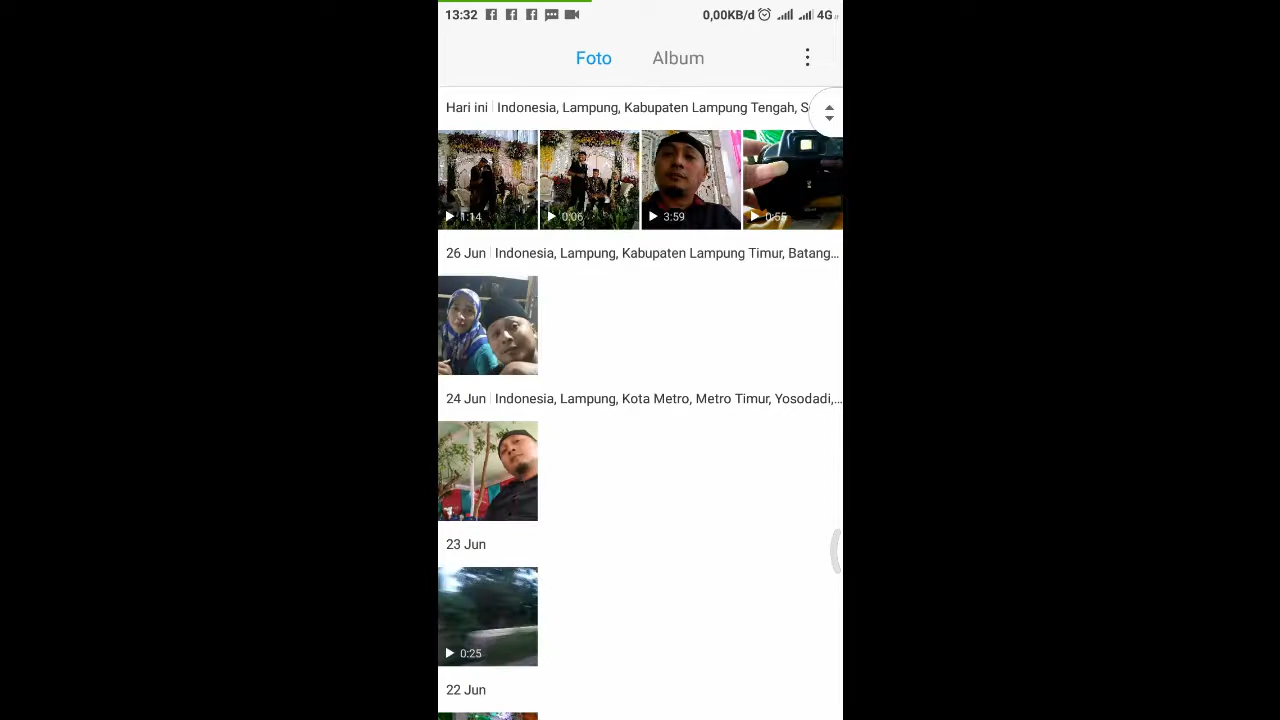 13:32 0,00KB/d 4G
Foto Album
Hari ini Indonesia, Lampung, Kabupaten Lampung Tengah, S
1:14 0:06 3:59 0:55
26 Jun Indonesia, Lampung, Kabupaten Lampung Timur, Batang...
24 Jun Indonesia, Lampung, Kota Metro, Metro Timur, Yosodadi,...
23 Jun
0:25
22 Jun